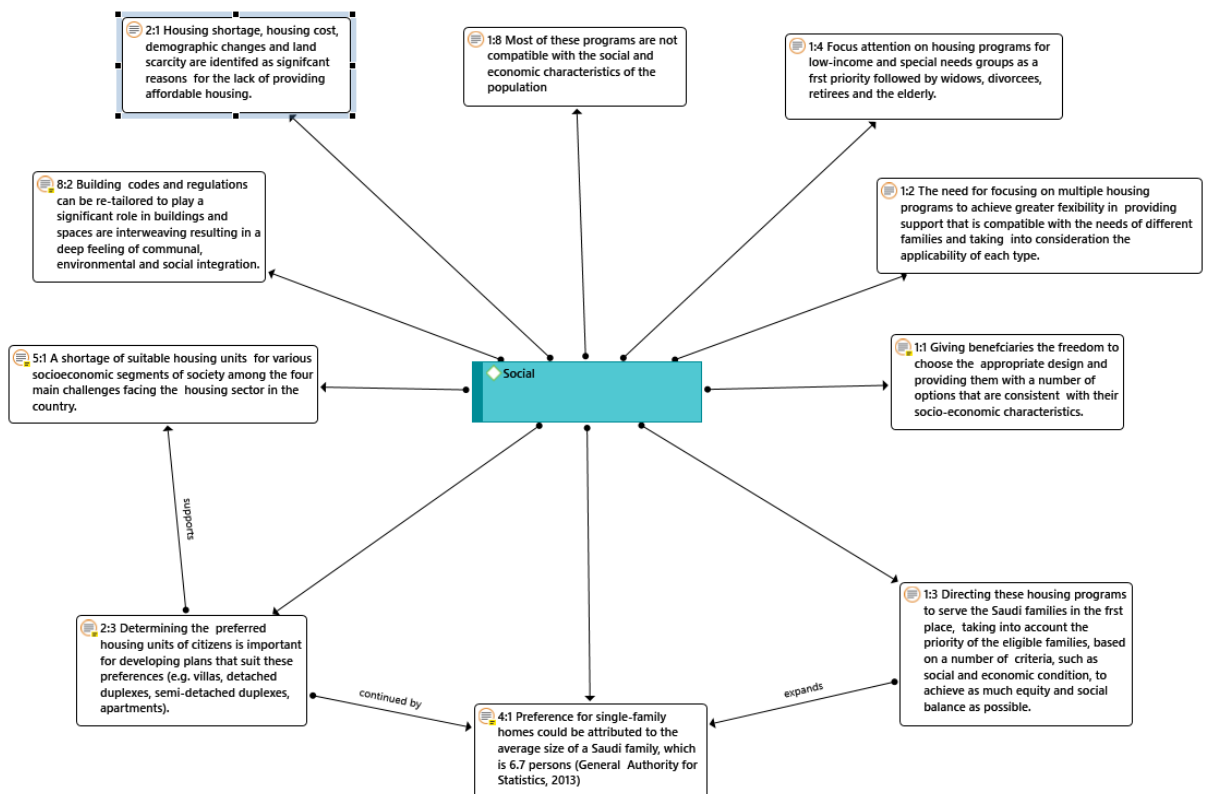 2:1 Housing shortage, housing cost,
demographic changes and land
scarcity are identifed as signifcant
reasons for the lack of providing
affordable housing.
1:8 Most of these programs are not
compatible with the social and
economic characteristics of the
population
1:4 Focus attention on housing programs for
low-income and special needs groups as a
frst priority followed by widows, divorcees,
retirees and the elderly.
8:2 Building codes and regulations
can be re-tailored to play a
significant role in buildings and
spaces are interweaving resulting in a
deep feeling of communal,
environmental and social integration.
1:2 The need for focusing on multiple housing
programs to achieve greater fexibility in providing
support that is compatible with the needs of different
families and taking into consideration the
applicability of each type.
5:1 A shortage of suitable housing units for various
socioeconomic segments of society among the four
main challenges facing the housing sector in the
country.
Social
1:1 Giving benefciaries the freedom to
choose the appropriate design and
providing them with a number of
options that are consistent with their
socio-economic characteristics.
supports
2:3 Determining the preferred
housing units of citizens is important
for developing plans that suit these
preferences (e.g. villas, detached
duplexes, semi-detached duplexes,
apartments).
continued by
4:1 Preference for single-family
homes could be attributed to the
average size of a Saudi family, which
is 6.7 persons (General Authority for
Statistics, 2013)
expands
1:3 Directing these housing programs
to serve the Saudi families in the frst
place, taking into account the
priority of the eligible families, based
on a number of criteria, such as
social and economic condition, to
achieve as much equity and social
balance as possible.